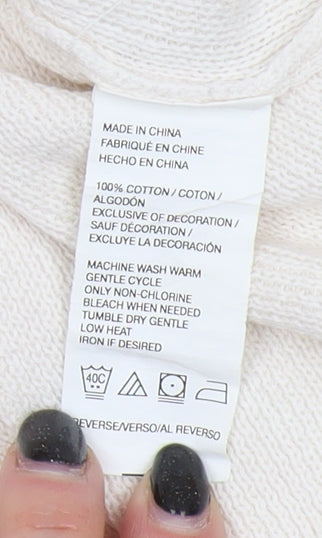 MADE IN CHINA
FABRIQUÉ EN CHINE
HECHO EN CHINA
100% COTTON / COTON /
ALGODÓN
EXCLUSIVE OF DECORATION /
SAUF DÉCORATION /
EXCLUYE LA DECORACIÓN
MACHINE WASH WARM
GENTLE CYCLE
ONLY NON-CHLORINE
BLEACH WHEN NEEDED
TUMBLE DRY GENTLE
LOW HEAT
IRON IF DESIRED
40C
REVERSE/VERSO/AL REVERSO